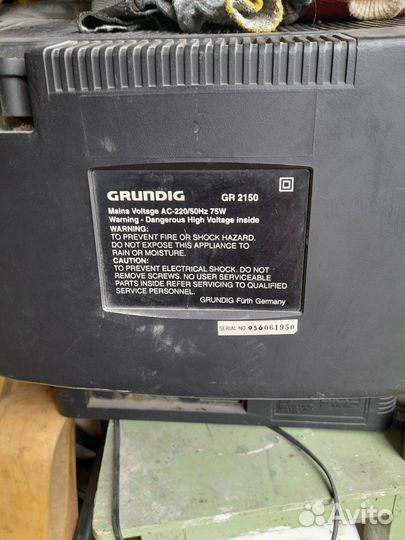 GRUNDIG GR 2150
Mains Voltage AC-220/50Hz 75W
Warning - Dangerous High Voltage Inside
WARNING:
TO PREVENT FIRE OR SHOCK HAZARD.
DO NOT EXPOSE THIS APPLIANCE TO
RAIN OR MOISTURE.
CAUTION:
TO PREVENT ELECTRICAL SHOCK. DO NOT
REMOVE SCREWS. NO USER SERVICEABLE
PARTS INSIDE REFER SERVICING TO QUALIFIED
SERVICE PERSONNEL.
GRUNDIG Fürth Germany
SERIAL NO 956061950
Avito